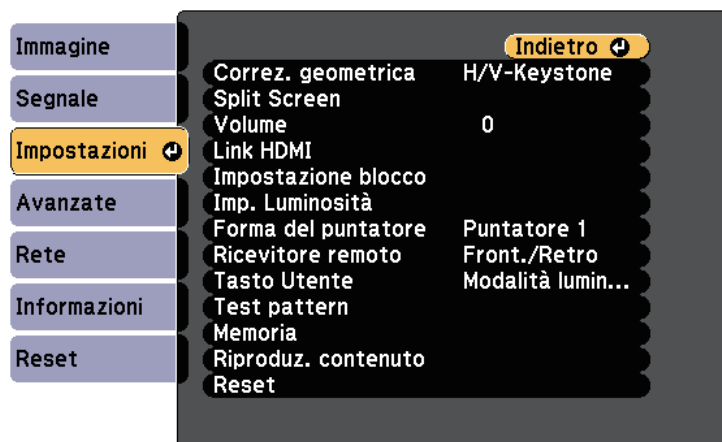 Immagine
Segnale
Impostazioni
Avanzate
Rete
Informazioni
Reset
Indietro
Correz. geometrica H/V-Keystone
Split Screen
Volume 0
Link HDMI
Impostazione blocco
Imp. Luminosità
Forma del puntatore Puntatore 1
Ricevitore remoto Front./Retro
Tasto Utente Modalità lumin...
Test pattern
Memoria
Riproduz. contenuto
Reset